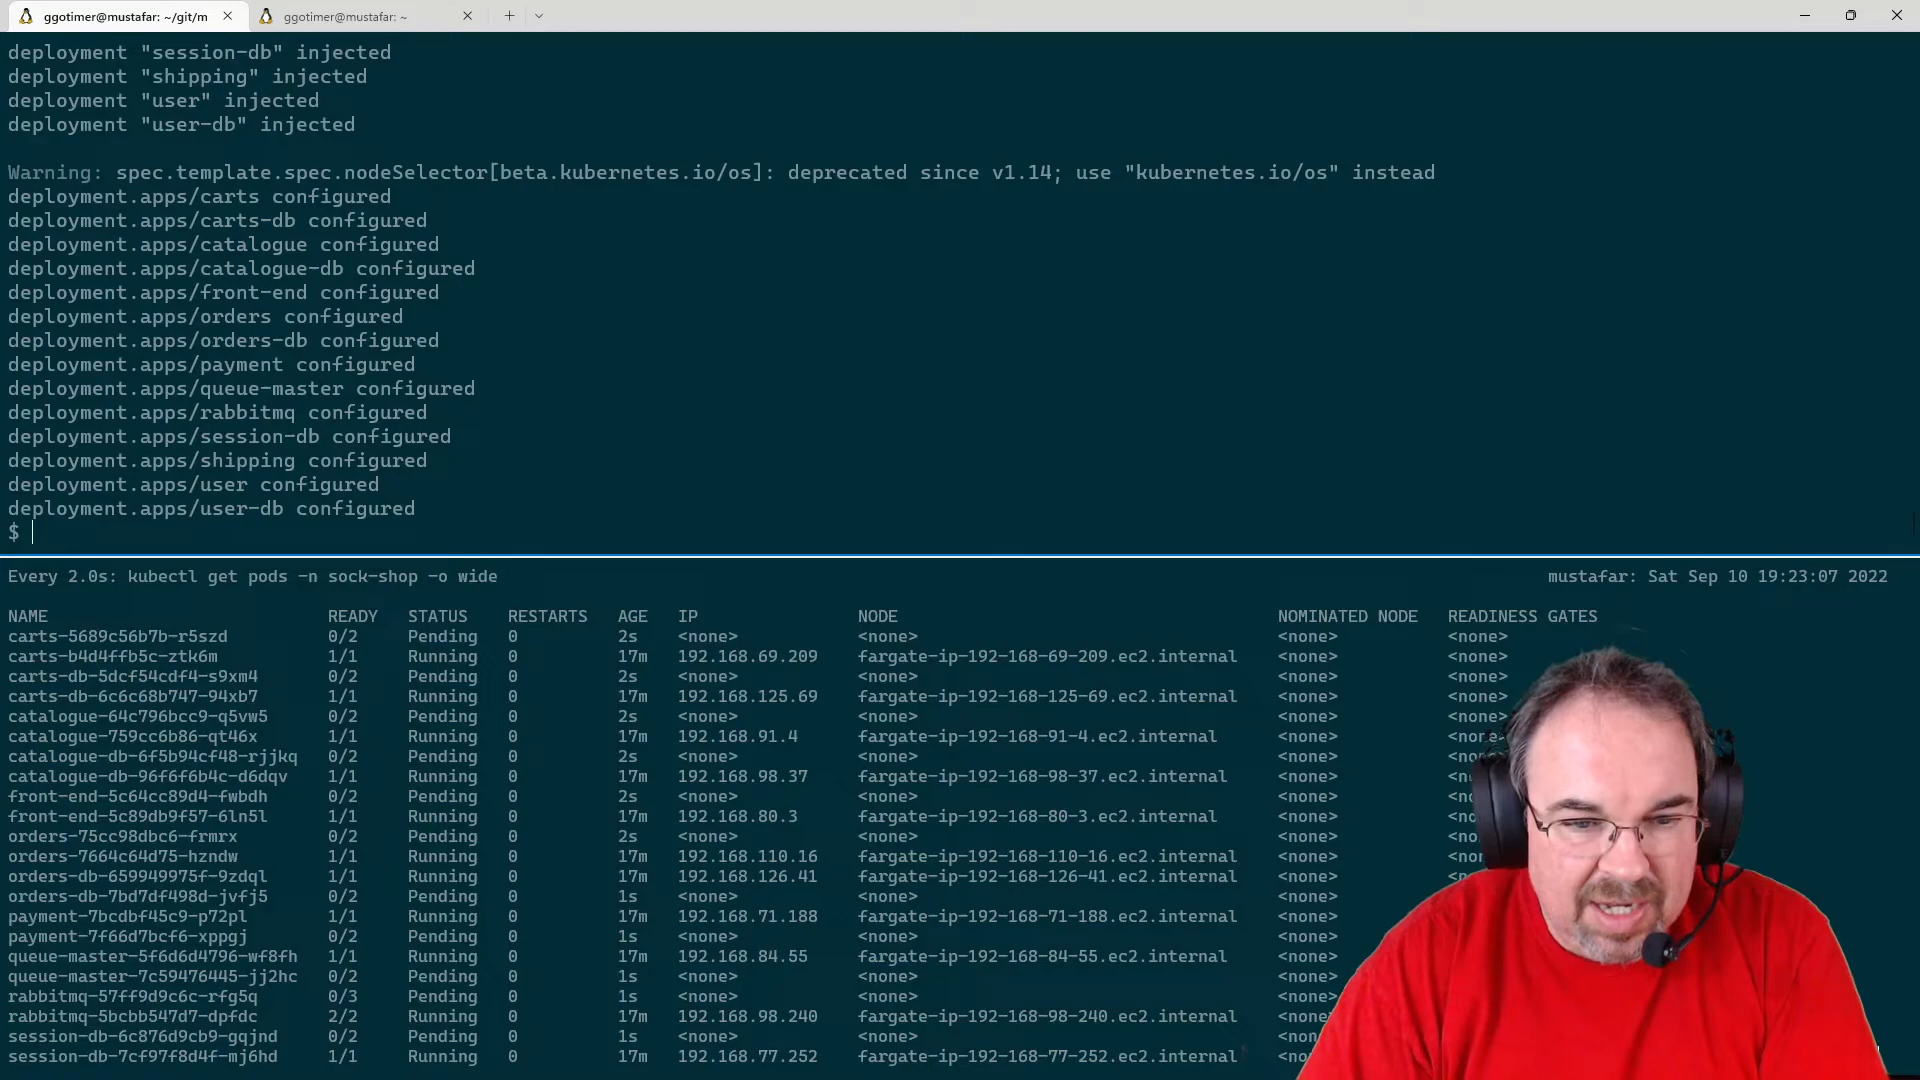 ggotimer@mustafar: ~/git/m
ggotimer@mustafar: ~
deployment "session-db" injected
deployment "shipping" injected
deployment "user" injected
deployment "user-db" injected
Warning: spec.template.spec.nodeSelector[beta.kubernetes.io/os]: deprecated since v1.14; use "kubernetes.io/os" instead
deployment.apps/carts configured
deployment.apps/carts-db configured
deployment.apps/catalogue configured
deployment.apps/catalogue-db configured
deployment.apps/front-end configured
deployment.apps/orders configured
deployment.apps/orders-db configured
deployment.apps/payment configured
deployment.apps/queue-master configured
deployment.apps/rabbitmq configured
deployment.apps/session-db configured
deployment.apps/shipping configured
deployment.apps/user configured
deployment.apps/user-db configured
$
Every 2.0s: kubectl get pods -n sock-shop -o wide mustafar: Sat Sep 10 19:23:07 2022
NAME READY STATUS RESTARTS AGE IP NODE NOMINATED NODE READINESS GATES
carts-5689c56b7b-r5szd 0/2 Pending 0 2s <none> <none> <none> <none>
carts-b4d4ffb5c-ztk6m 1/1 Running 0 17m 192.168.69.209 fargate-ip-192-168-69-209.ec2.internal <none> <none>
carts-db-5dcf54cdf4-s9xm4 0/2 Pending 0 2s <none> <none> <none> <none>
carts-db-6c6c68b747-94xb7 1/1 Running 0 17m 192.168.125.69 fargate-ip-192-168-125-69.ec2.internal <none> <none>
catalogue-64c796bcc9-q5vw5 0/2 Pending 0 2s <none> <none> <none> <none>
catalogue-759cc6b86-qt46x 1/1 Running 0 17m 192.168.91.4 fargate-ip-192-168-91-4.ec2.internal <none> <none>
catalogue-db-6f5b94cf48-rjjkq 0/2 Pending 0 2s <none> <none> <none>
catalogue-db-96f6f6b4c-d6dqv 1/1 Running 0 17m 192.168.98.37 fargate-ip-192-168-98-37.ec2.internal <none>
front-end-5c64cc89d4-fwbdh 0/2 Pending 0 2s <none> <none> <none>
front-end-5c89db9f57-6ln5l 1/1 Running 0 17m 192.168.80.3 fargate-ip-192-168-80-3.ec2.internal <none>
orders-75cc98dbc6-frmrx 0/2 Pending 0 2s <none> <none> <none>
orders-7664c64d75-hzndw 1/1 Running 0 17m 192.168.110.16 fargate-ip-192-168-110-16.ec2.internal <none>
orders-db-659949975f-9zdql 1/1 Running 0 17m 192.168.126.41 fargate-ip-192-168-126-41.ec2.internal <none>
orders-db-7bd7df498d-jvfj5 0/2 Pending 0 1s <none> <none> <none>
payment-7bcdbf45c9-p72pl 1/1 Running 0 17m 192.168.71.188 fargate-ip-192-168-71-188.ec2.internal <none>
payment-7f66d7bcf6-xppgj 0/2 Pending 0 1s <none> <none> <none>
queue-master-5f6d6d4796-wf8fh 1/1 Running 0 17m 192.168.84.55 fargate-ip-192-168-84-55.ec2.internal <none>
queue-master-7c59476445-jj2hc 0/2 Pending 0 1s <none> <none> <none>
rabbitmq-57ff9d9c6c-rfg5q 0/3 Pending 0 1s <none> <none> <none>
rabbitmq-5bcbb547d7-dpfdc 2/2 Running 0 17m 192.168.98.240 fargate-ip-192-168-98-240.ec2.internal
session-db-6c876d9cb9-gqjnd 0/2 Pending 0 1s <none> <none>
session-db-7cf97f8d4f-mj6hd 1/1 Running 0 17m 192.168.77.252 fargate-ip-192-168-77-252.ec2.internal